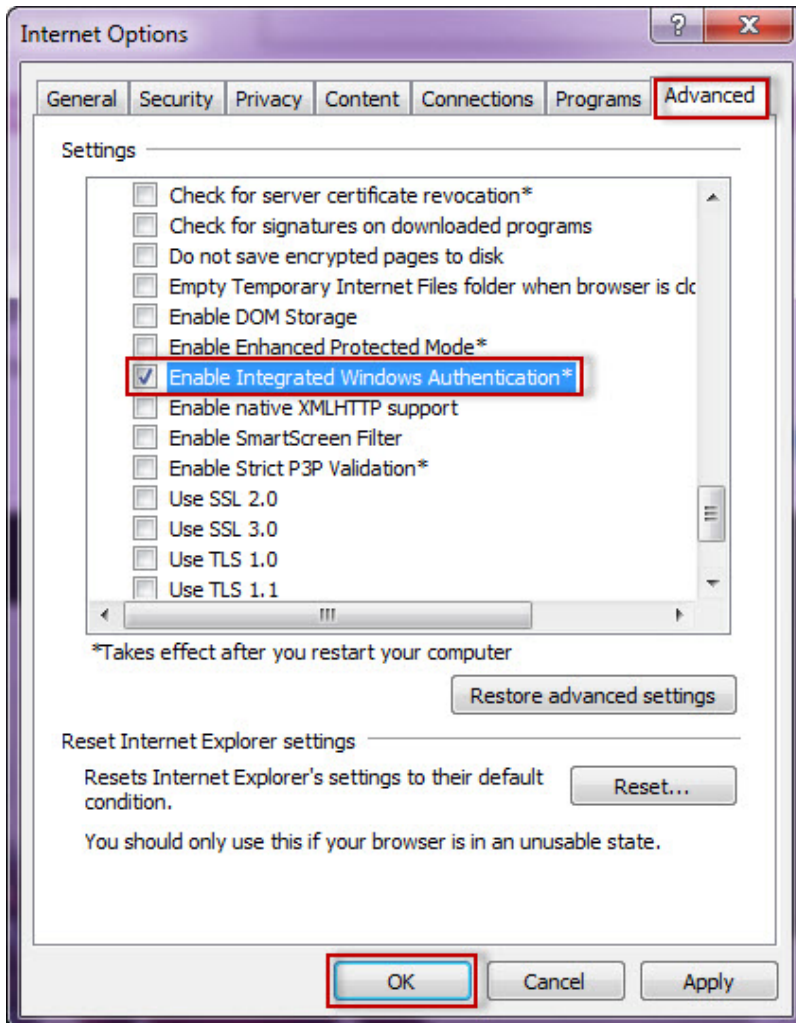 Internet Options
General Security Privacy Content Connections Programs Advanced
Settings
Check for server certificate revocation*
Check for signatures on downloaded programs
Do not save encrypted pages to disk
Empty Temporary Internet Files folder when browser is clc
Enable DOM Storage
Enable Enhanced Protected Mode*
Enable Integrated Windows Authentication*
Enable native XMLHTTP support
Enable SmartScreen Filter
Enable Strict P3P Validation*
Use SSL 2.0
Use SSL 3.0
Use TLS 1.0
Use TLS 1.1
*Takes effect after you restart your computer
Restore advanced settings
Reset Internet Explorer settings
Resets Internet Explorer's settings to their default
condition.
Reset...
You should only use this if your browser is in an unusable state.
OK Cancel Apply